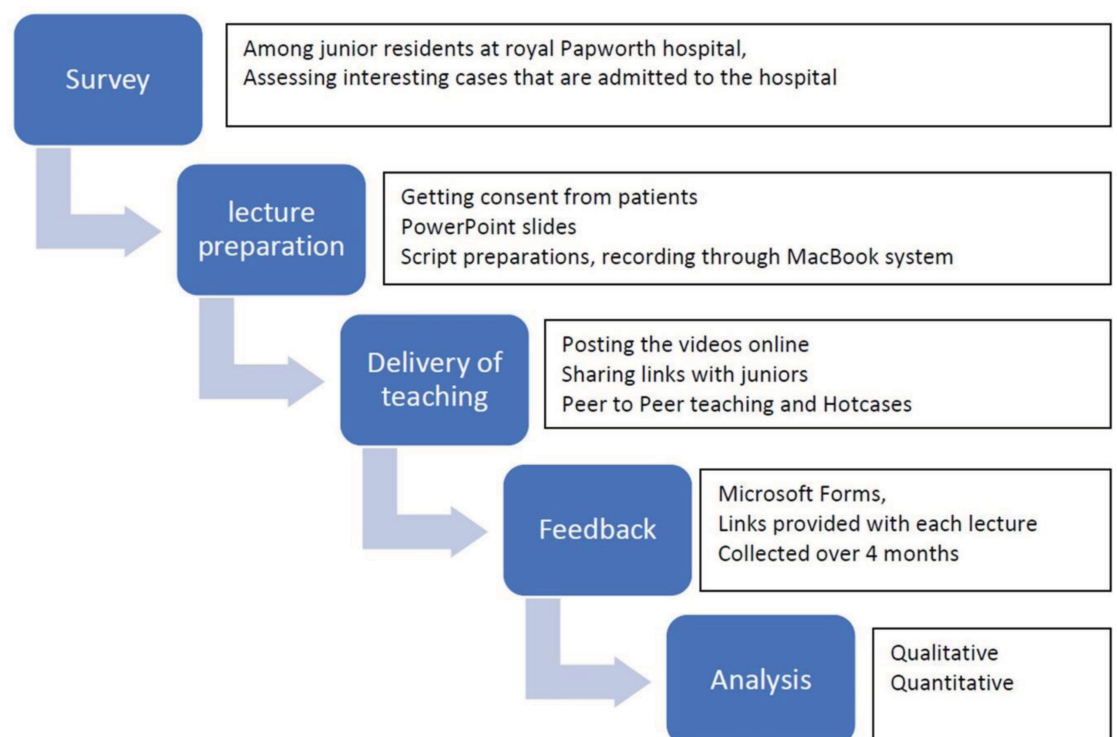 Survey
Among junior residents at royal Papworth hospital,
Assessing interesting cases that are admitted to the hospital
lecture
preparation
Getting consent from patients
PowerPoint slides
Script preparations, recording through MacBook system
Delivery of
teaching
Posting the videos online
Sharing links with juniors
Peer to Peer teaching and Hotcases
Feedback
Microsoft Forms,
Links provided with each lecture
Collected over 4 months
Analysis
Qualitative
Quantitative